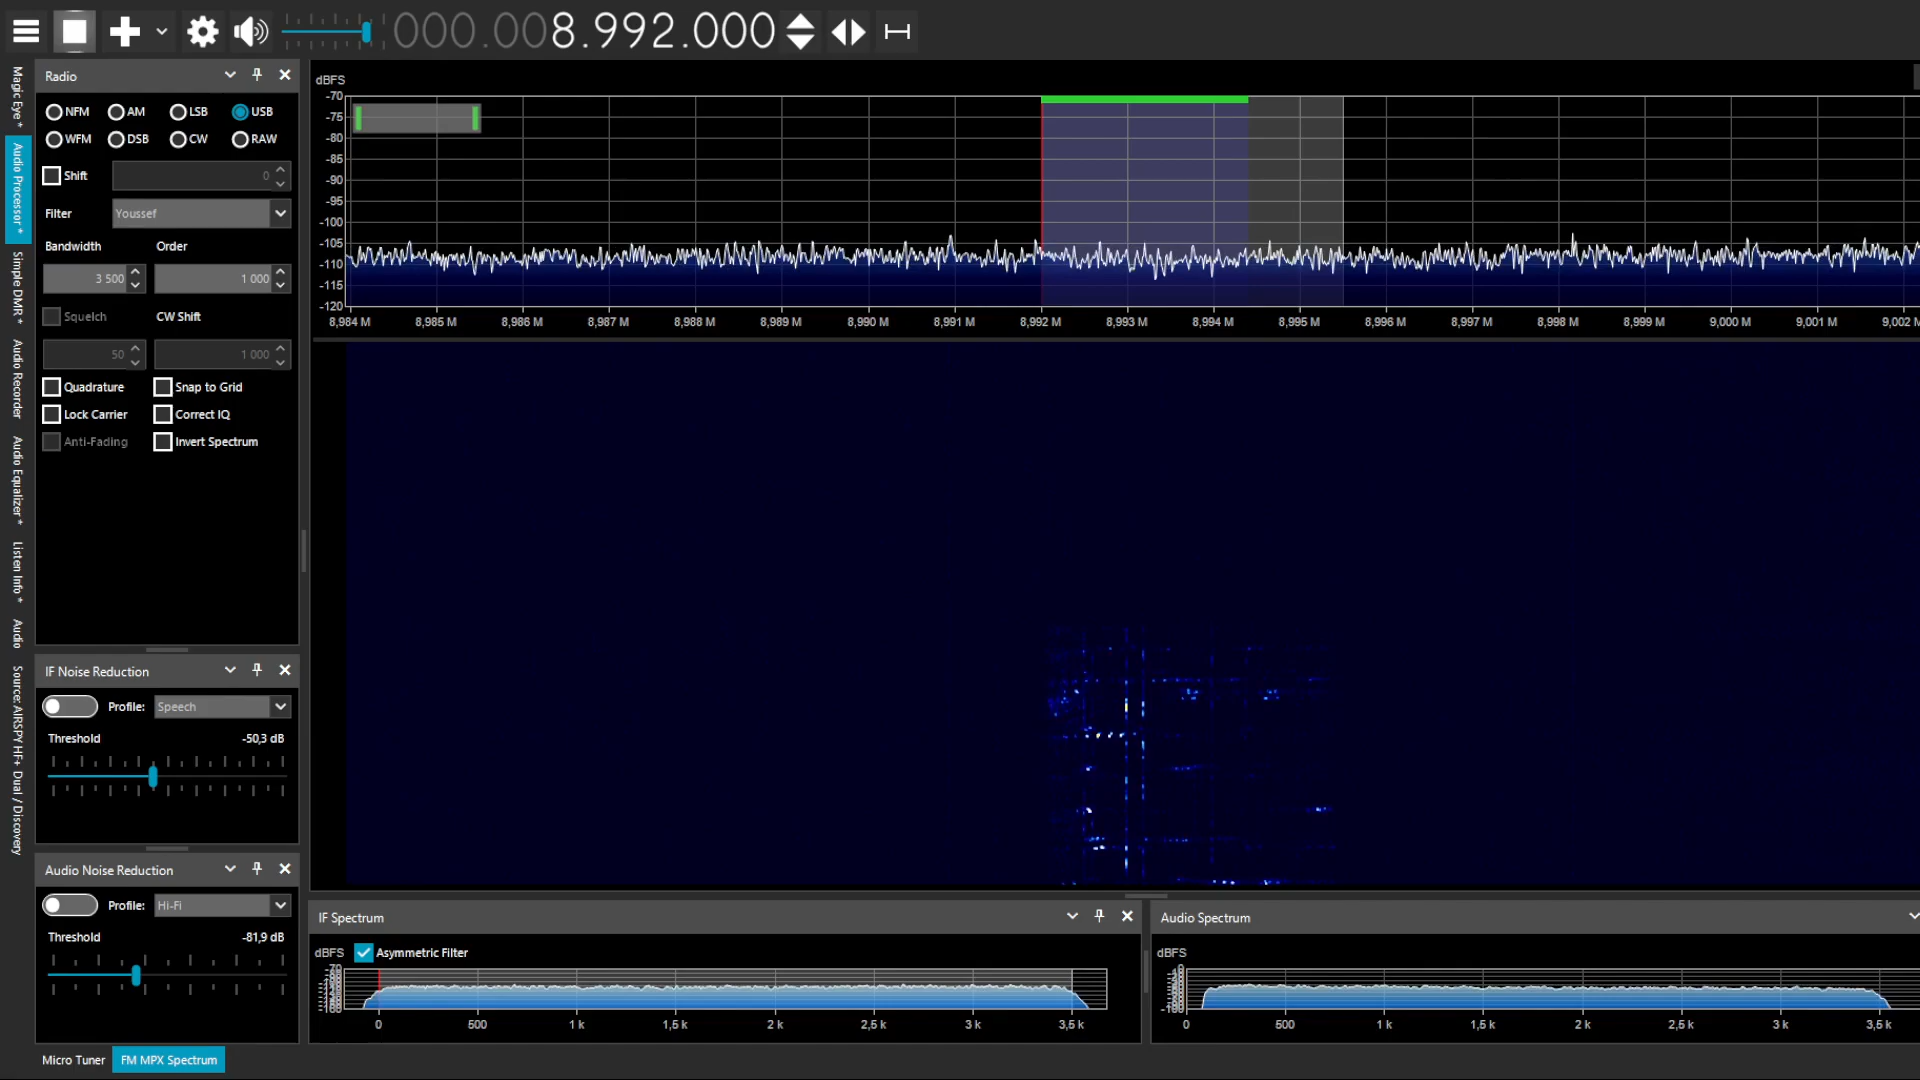 000.008.992.000
Magic Eye *
Audio Processor *
Simple DMR *
Audio Recorder
Audio Equalizer *
Listen Info *
Audio
Source: AIRSPY HF+ Dual / Discovery
Radio
NFM AM LSB USB
WFM DSB CW RAW
Shift 0
Filter Youssef
Bandwidth Order
3 500 1 000
Squelch CW Shift
50 1 000
Quadrature Snap to Grid
Lock Carrier Correct IQ
Anti-Fading Invert Spectrum
IF Noise Reduction
Profile: Speech
Threshold -50,3 dB
Audio Noise Reduction
Profile: Hi-Fi
Threshold -81,9 dB
Micro Tuner FM MPX Spectrum
dBFS
-70
-75
-80
-85
-90
-95
-100
-105
-110
-115
-120
8,984 M 8,985 M 8,986 M 8,987 M 8,988 M 8,989 M 8,990 M 8,991 M 8,992 M 8,993 M 8,994 M 8,995 M 8,996 M 8,997 M 8,998 M 8,999 M 9,000 M 9,001 M 9,002 M
IF Spectrum
dBFS Asymmetric Filter
0 500 1 k 1,5 k 2 k 2,5 k 3 k 3,5 k
Audio Spectrum
dBFS
0 500 1 k 1,5 k 2 k 2,5 k 3 k 3,5 k